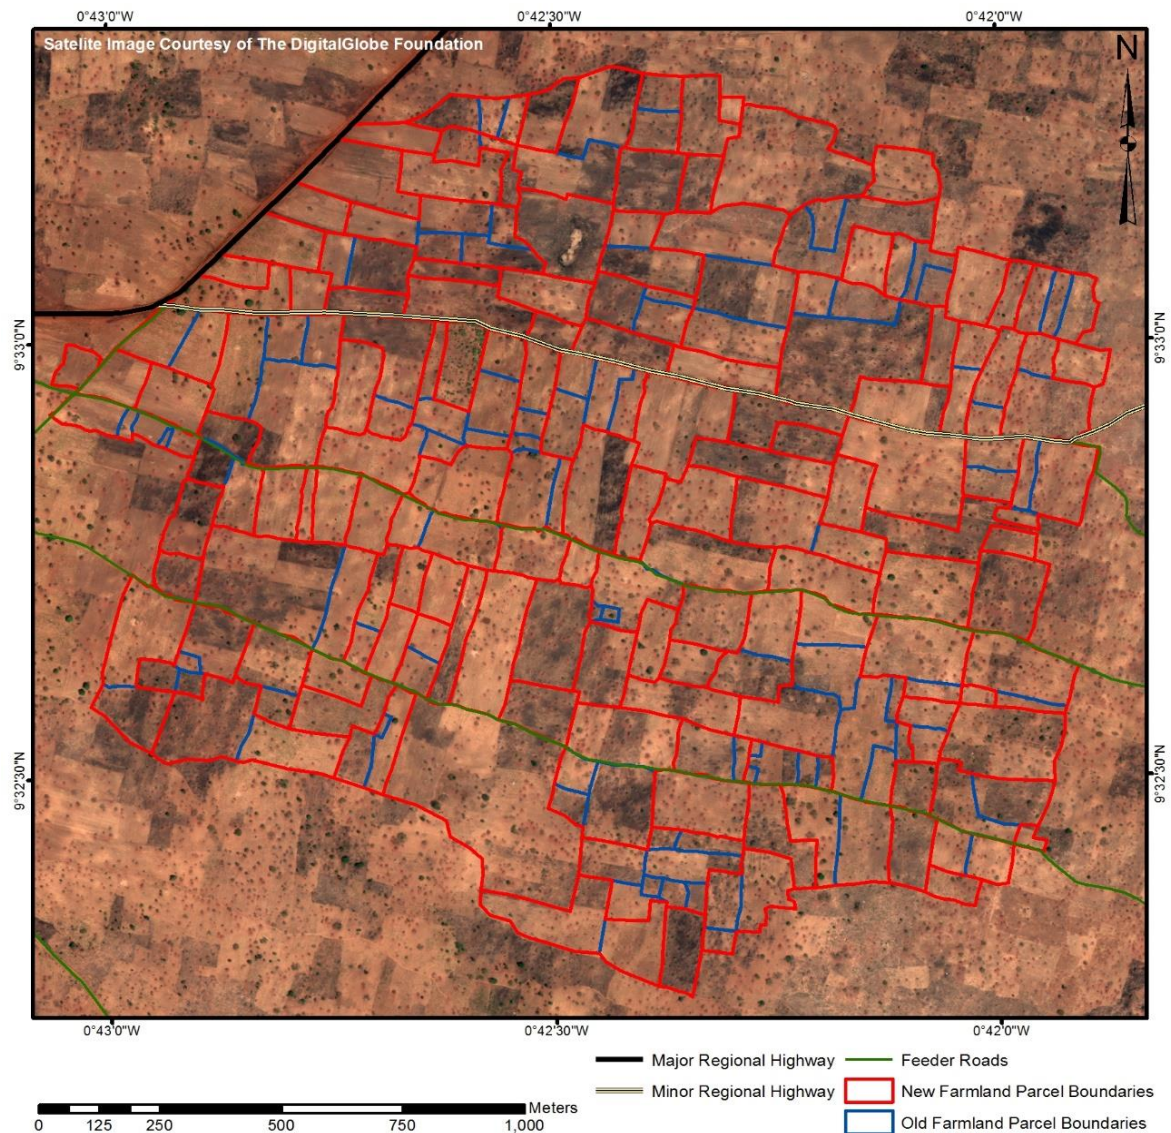 0°43'0"W 0°42'30"W 0°42'0"W
Satelite Image Courtesy of The DigitalGlobe Foundation
N
9°33'0"N 9°33'0"N
9°32'30"N 9°32'30"N
0°43'0"W 0°42'30"W 0°42'0"W
Major Regional Highway Feeder Roads
Minor Regional Highway New Farmland Parcel Boundaries
Old Farmland Parcel Boundaries
Meters
0 125 250 500 750 1,000